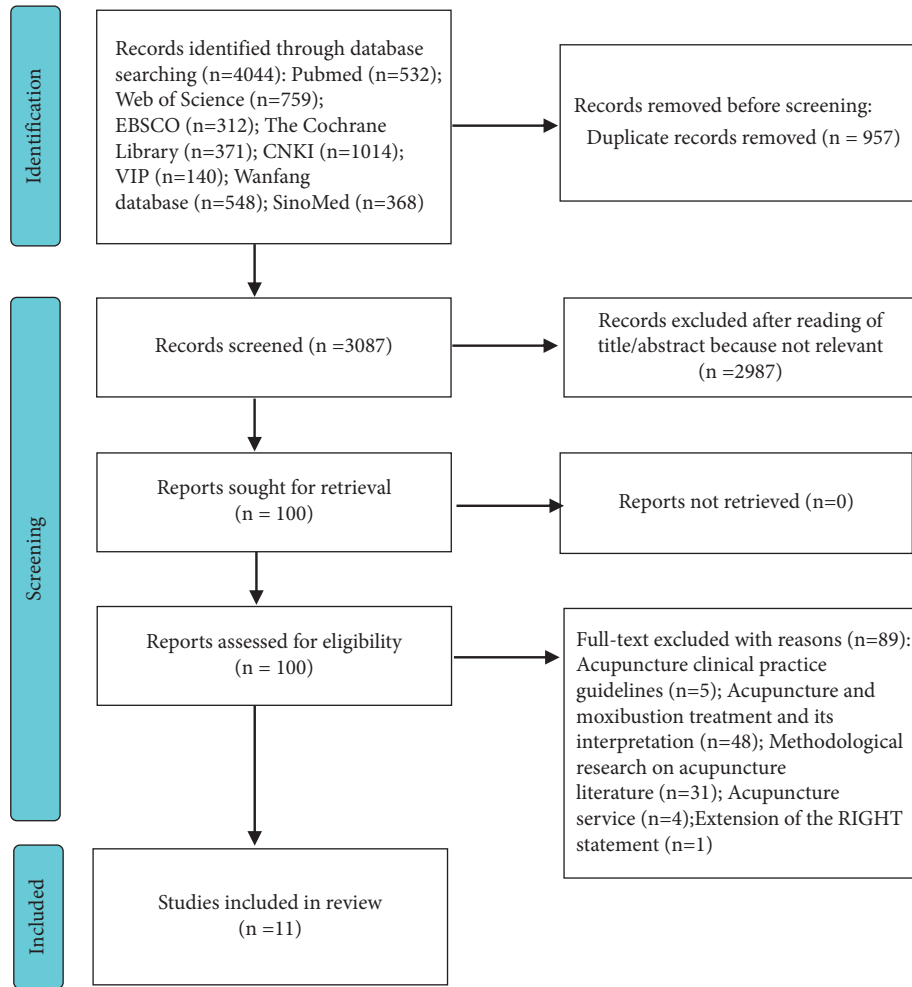 Identification
Records identified through database
searching (n=4044): Pubmed (n=532);
Web of Science (n=759);
EBSCO (n=312); The Cochrane
Library (n=371); CNKI (n=1014);
VIP (n=140); Wanfang
database (n=548); SinoMed (n=368)
Records removed before screening:
Duplicate records removed (n = 957)
Screening
Records screened (n =3087)
Records excluded after reading of
title/abstract because not relevant
(n =2987)
Reports sought for retrieval
(n = 100)
Reports not retrieved (n=0)
Reports assessed for eligibility
(n = 100)
Full-text excluded with reasons (n=89):
Acupuncture clinical practice
guidelines (n=5); Acupuncture and
moxibustion treatment and its
interpretation (n=48); Methodological
research on acupuncture
literature (n=31); Acupuncture
service (n=4);Extension of the RIGHT
statement (n=1)
Included
Studies included in review
(n =11)